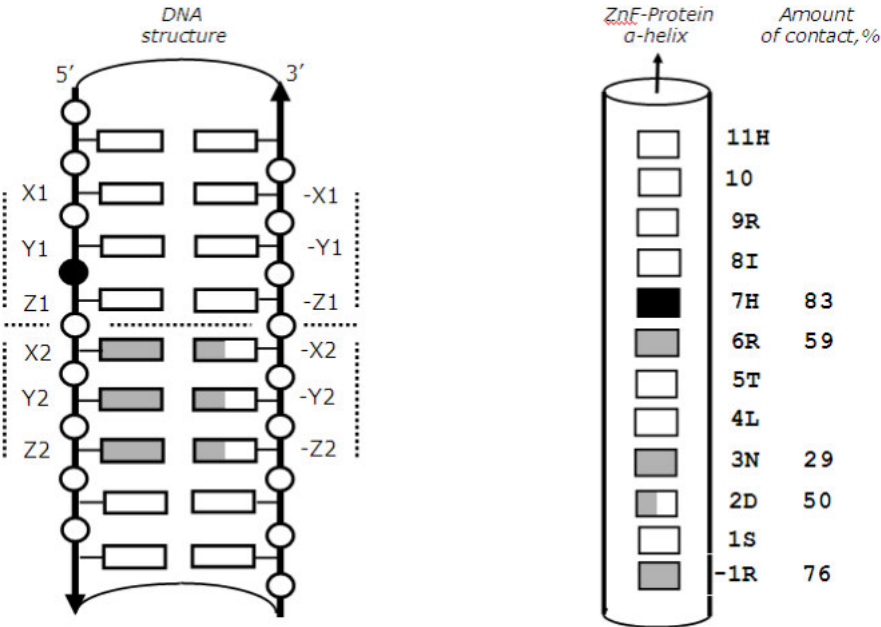 DNA
structure
ZnF-Protein
α-helix
Amount
of contact,%
5′
3′
X1
-X1
Y1
-Y1
Z1
-Z1
X2
-X2
Y2
-Y2
Z2
-Z2
11H
10
9R
8I
7H 83
6R 59
5T
4L
3N 29
2D 50
1S
-1R 76